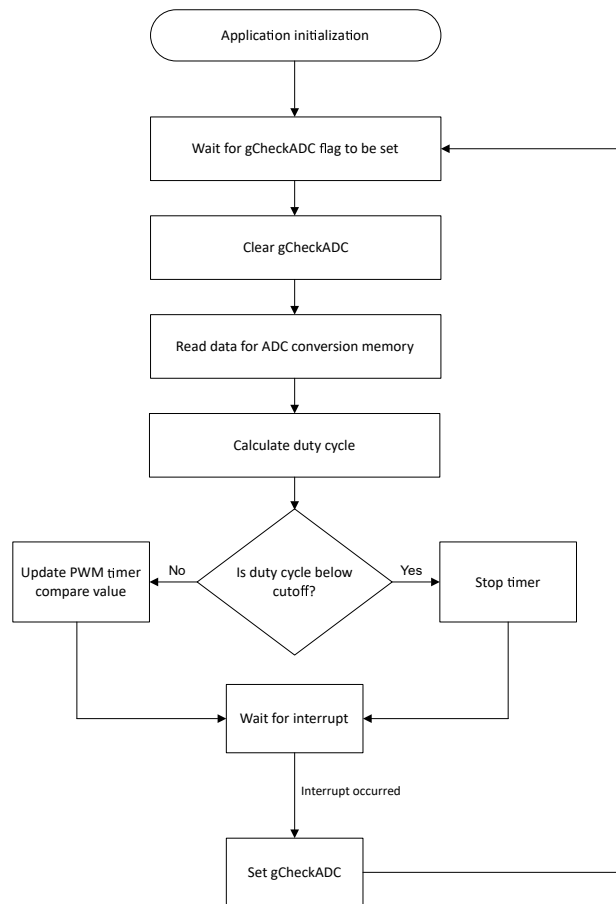 Application initialization
Wait for gCheckADC flag to be set
Clear gCheckADC
Read data for ADC conversion memory
Calculate duty cycle
Is duty cycle below
cutoff?
No
Yes
Update PWM timer
compare value
Stop timer
Wait for interrupt
Interrupt occurred
Set gCheckADC